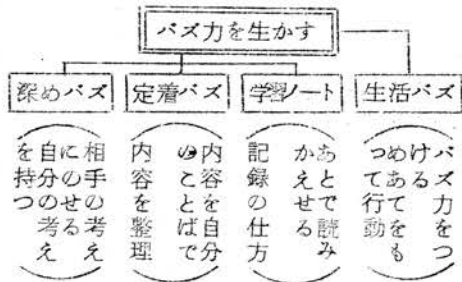 バズ力を生かす
深めバズ
定着バズ
学習ノート
生活バズ
相手の考え
にのせる
自分の考え
を持つ
内容を自分
のことばで
内容を整理
あとで読み
かえせる
記録の仕方
バズ力をつ
ける
めあてをも
って行動